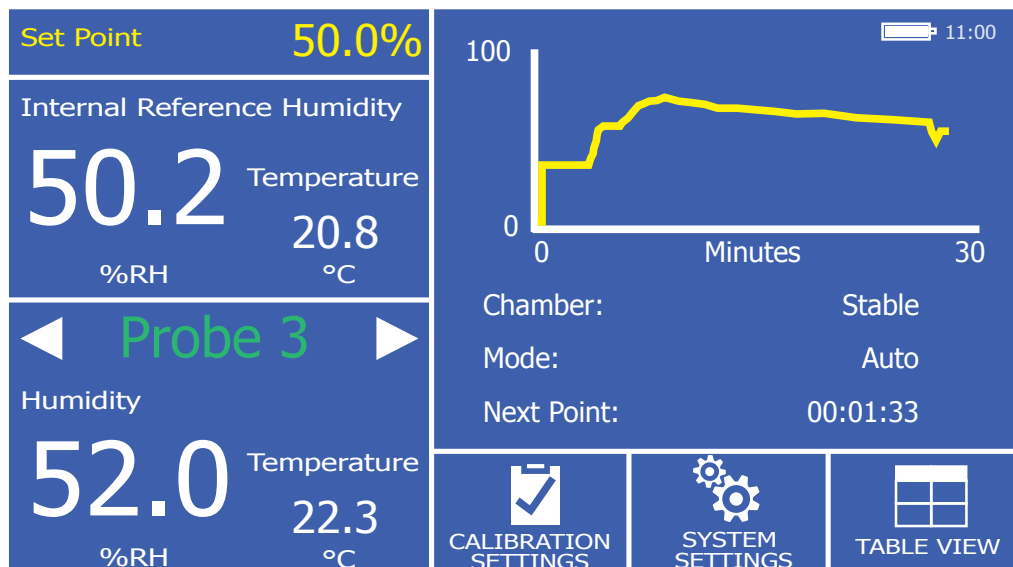 Set Point 50.0%
Internal Reference Humidity
50.2
Temperature
20.8
%RH °C
Probe 3
Humidity
52.0
Temperature
22.3
%RH °C
11:00
100
0
0 Minutes 30
Chamber: Stable
Mode: Auto
Next Point: 00:01:33
CALIBRATION
SETTINGS
SYSTEM
SETTINGS
TABLE VIEW